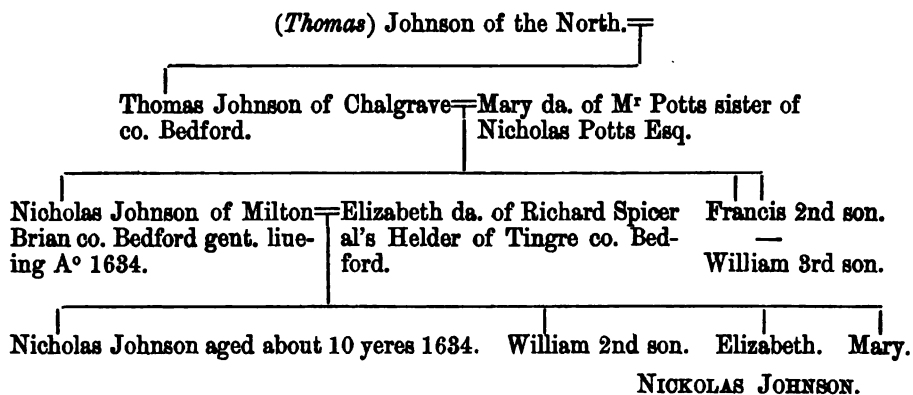 (Thomas) Johnson of the North.
Thomas Johnson of Chalgrave
co. Bedford.
Mary da. of Mʳ Potts sister of
Nicholas Potts Esq.
Nicholas Johnson of Milton
Brian co. Bedford gent. liue-
ing Aº 1634.
Elizabeth da. of Richard Spicer
al's Helder of Tingre co. Bed-
ford.
Francis 2nd son.
William 3rd son.
Nicholas Johnson aged about 10 yeres 1634.
William 2nd son.
Elizabeth.
Mary.
NICKOLAS JOHNSON.